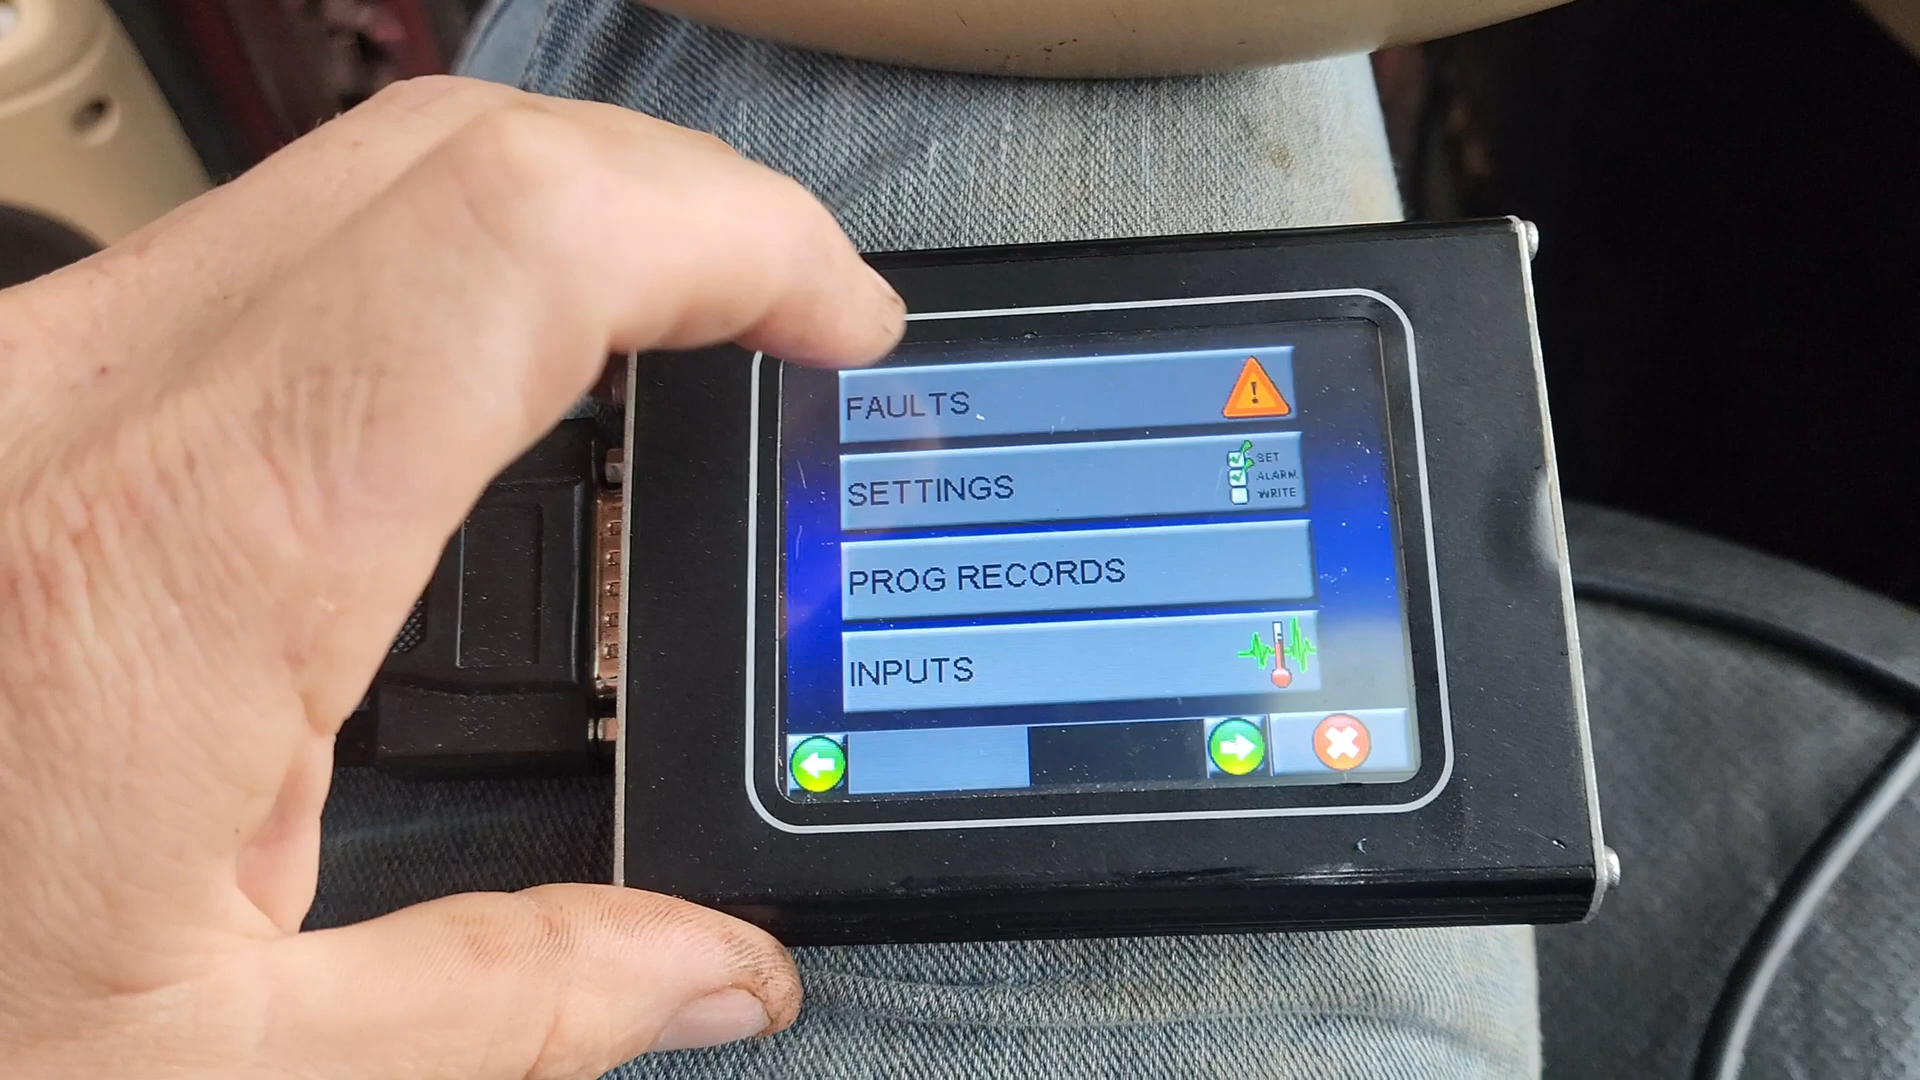 FAULTS
SETTINGS
SET
ALARM
WRITE
PROG RECORDS
INPUTS